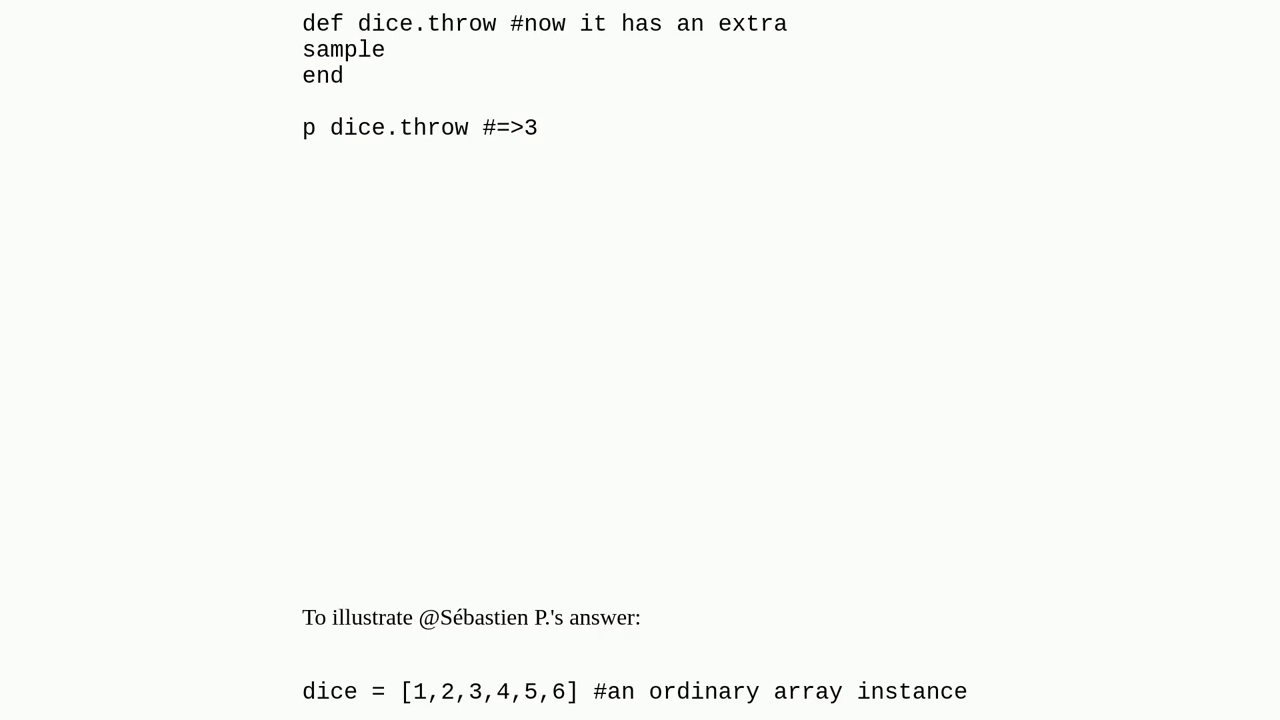 def dice.throw #now it has an extra
sample
end
p dice.throw #=>3
To illustrate @Sébastien P.'s answer:
dice = [1,2,3,4,5,6] #an ordinary array instance